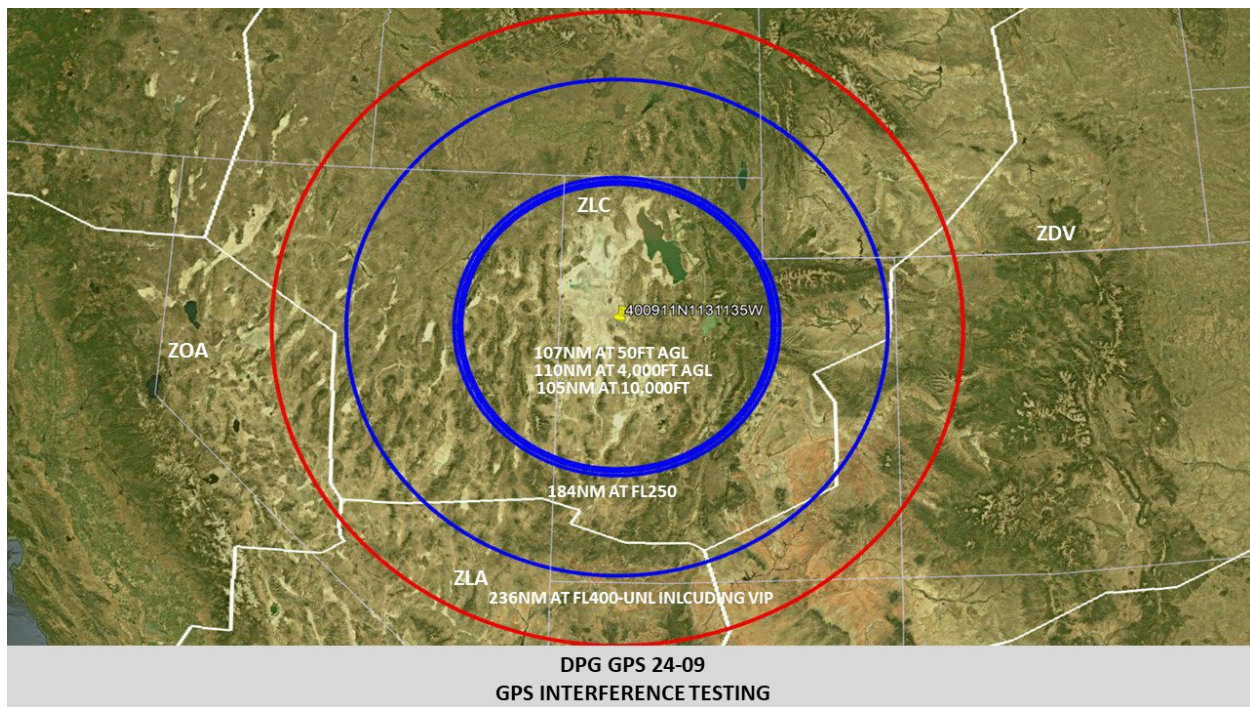 ZLC
ZDV
400911N1131135W
ZOA
107NM AT 50FT AGL
110NM AT 4,000FT AGL
105NM AT 10,000FT
184NM AT FL250
ZLA
236NM AT FL400-UNL INLCUDING VIP
DPG GPS 24-09
GPS INTERFERENCE TESTING